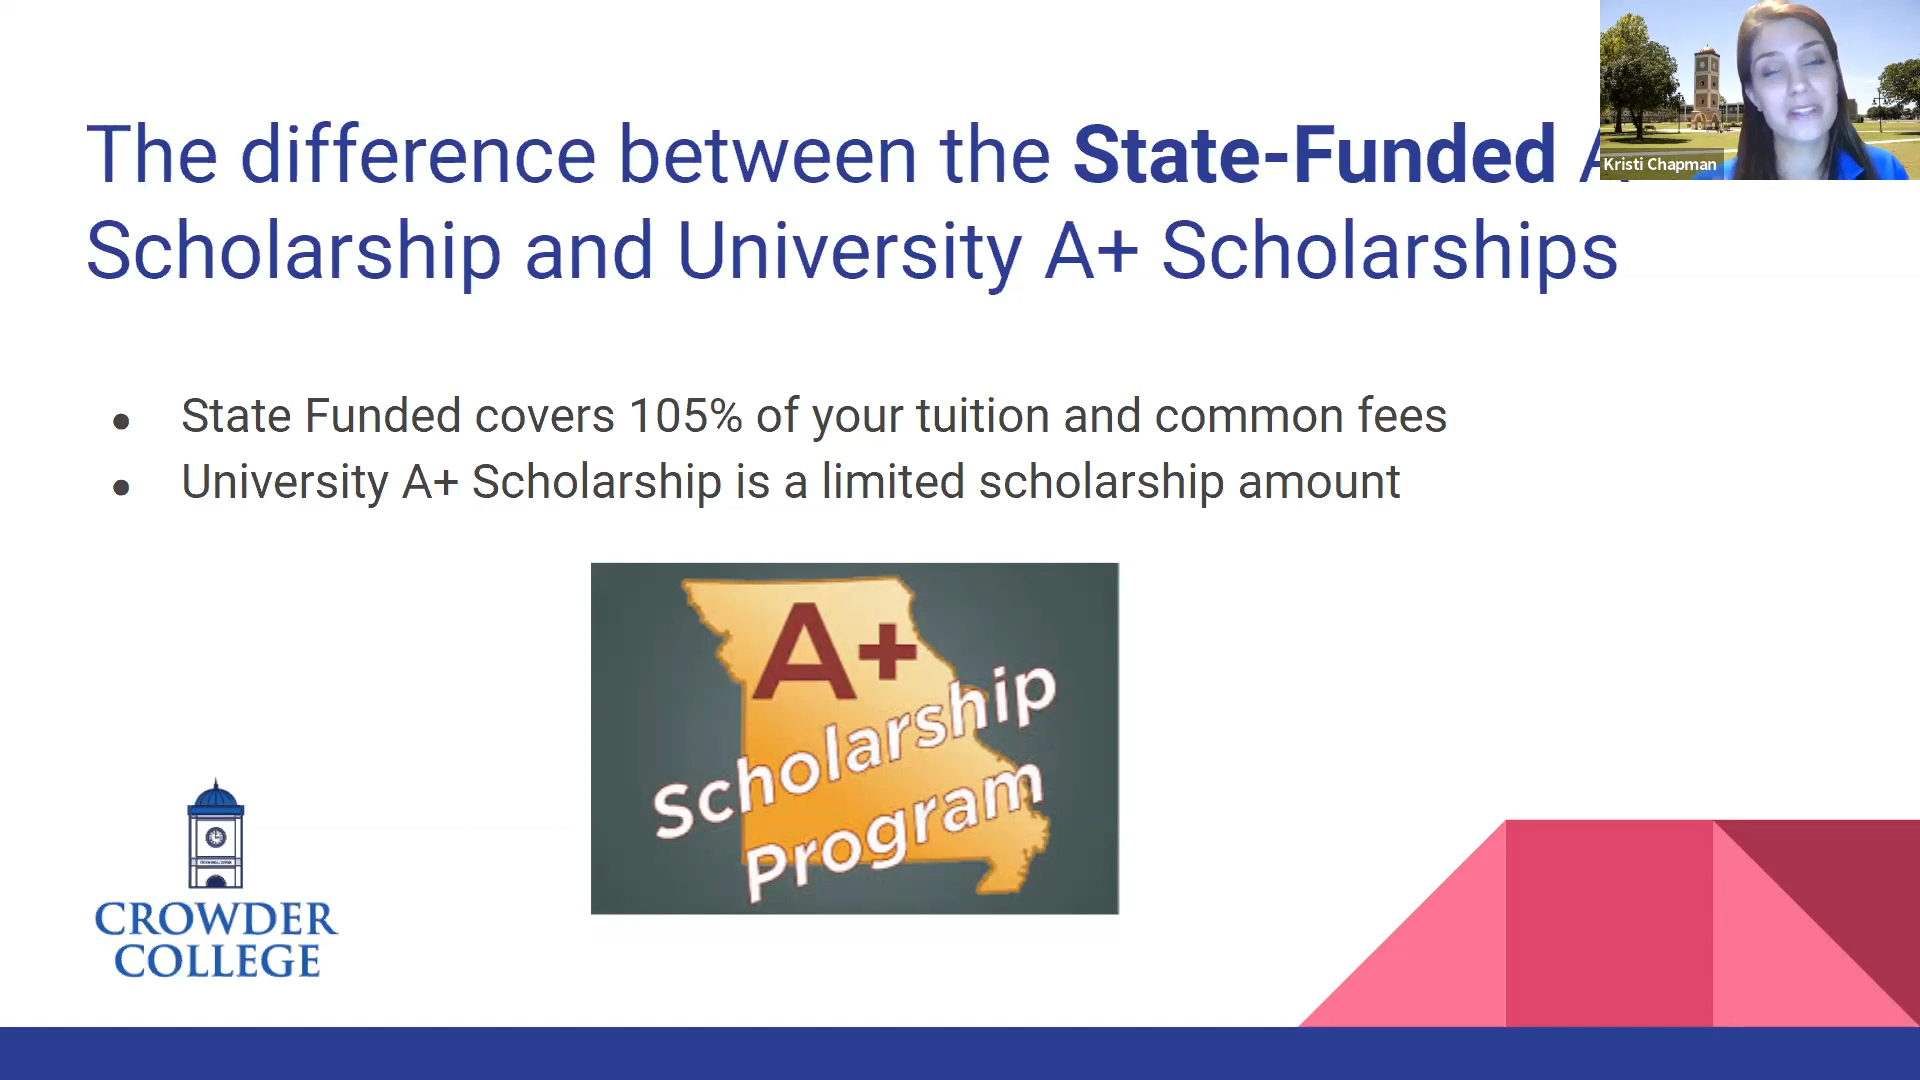 The difference between the State-Funded A
Scholarship and University A+ Scholarships
Kristi Chapman
● State Funded covers 105% of your tuition and common fees
● University A+ Scholarship is a limited scholarship amount
A+
Scholarship
Program
CROWDER
COLLEGE